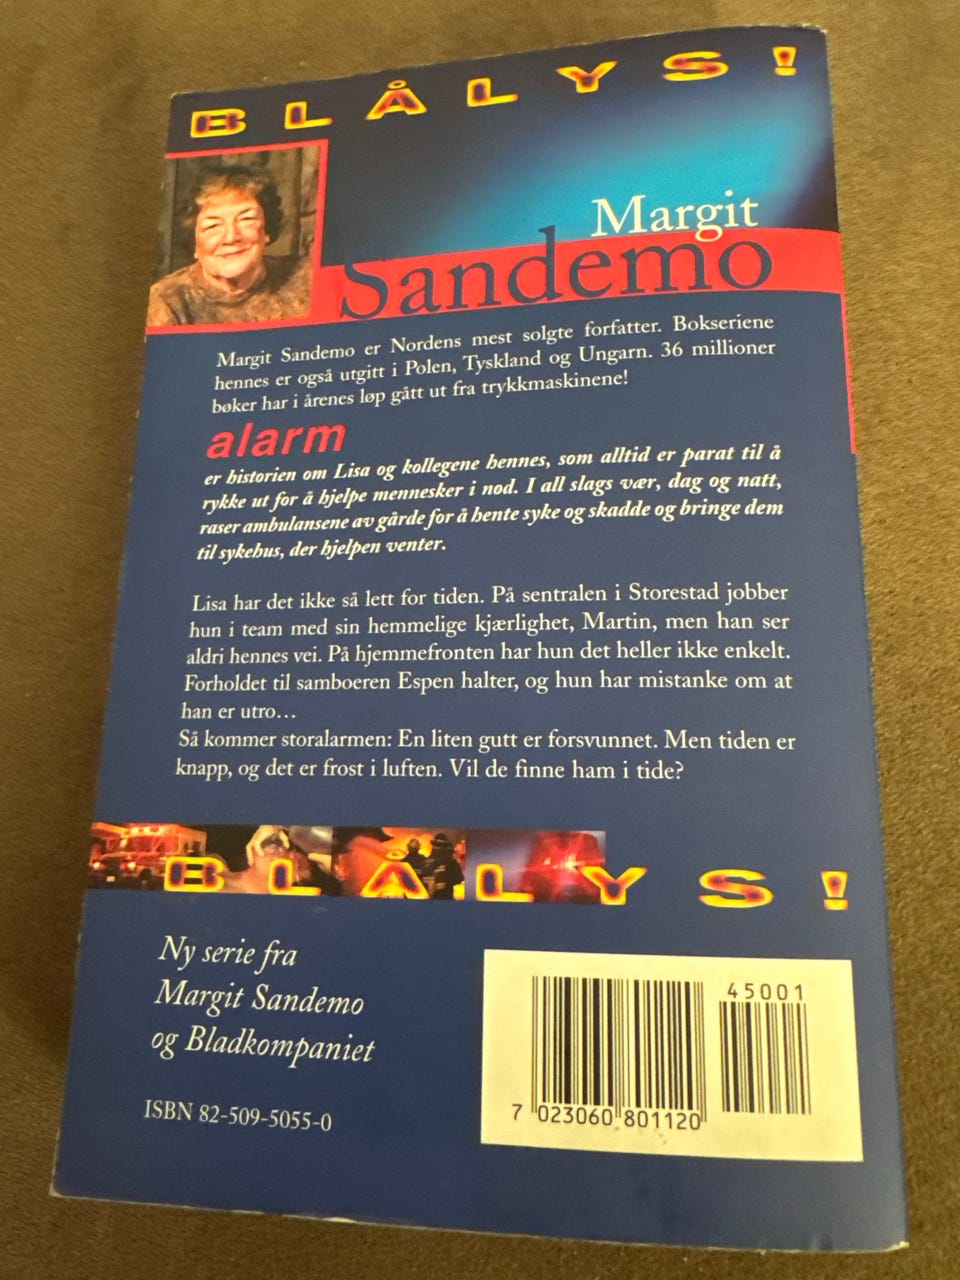 BLÅLYS!
Margit
Sandemo
Margit Sandemo er Nordens mest solgte forfatter. Bokseriene
hennes er også utgitt i Polen, Tyskland og Ungarn. 36 millioner
bøker har i årenes løp gått ut fra trykkmaskinene!
alarm
er historien om Lisa og kollegene hennes, som alltid er parat til å
rykke ut for å hjelpe mennesker i nod. I all slags vær, dag og natt,
raser ambulansene av gårde for å hente syke og skadde og bringe dem
til sykehus, der hjelpen venter.
Lisa har det ikke så lett for tiden. På sentralen i Storestad jobber
hun i team med sin hemmelige kjærlighet, Martin, men han ser
aldri hennes vei. På hjemmefronten har hun det heller ikke enkelt.
Forholdet til samboeren Espen halter, og hun har mistanke om at
han er utro…
Så kommer storalarmen: En liten gutt er forsvunnet. Men tiden er
knapp, og det er frost i luften. Vil de finne ham i tide?
BLÅLYS!
Ny serie fra
Margit Sandemo
og Bladkompaniet
ISBN 82-509-5055-0
45001
7 023060 801120